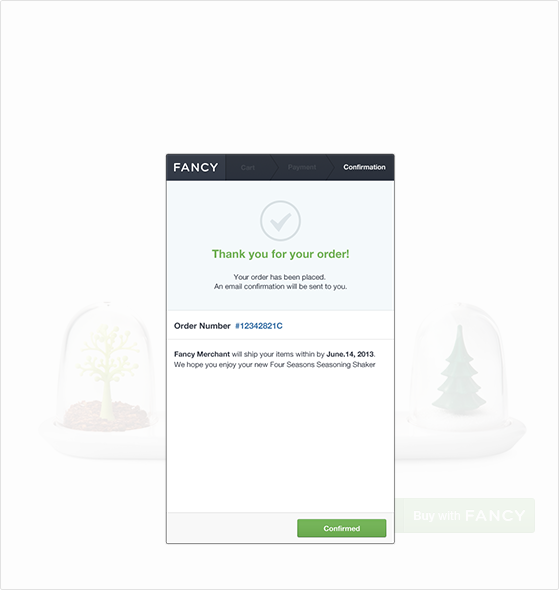 FANCY Cart Payment Confirmation
Thank you for your order!
Your order has been placed.
An email confirmation will be sent to you.
Order Number #12342821C
Fancy Merchant will ship your items within by June.14, 2013.
We hope you enjoy your new Four Seasons Seasoning Shaker
Buy with FANCY
Confirmed